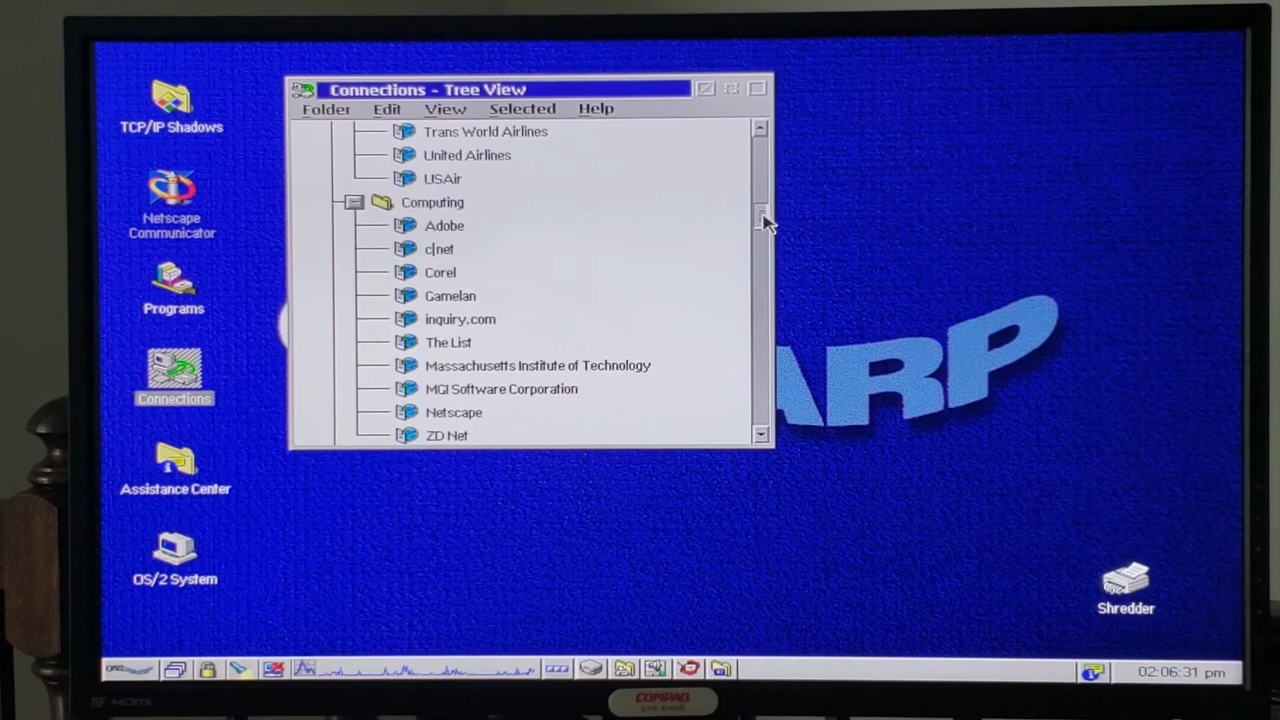 Connections - Tree View
Folder Edit View Selected Help
Trans World Airlines
United Airlines
USAir
Computing
Adobe
c|net
Corel
Gamelan
inquiry.com
The List
Massachusetts Institute of Technology
MGI Software Corporation
Netscape
ZD Net
TCP/IP Shadows
Netscape
Communicator
Programs
Connections
Assistance Center
OS/2 System
ARP
Shredder
02:06:31 pm
HDMI
COMPAQ